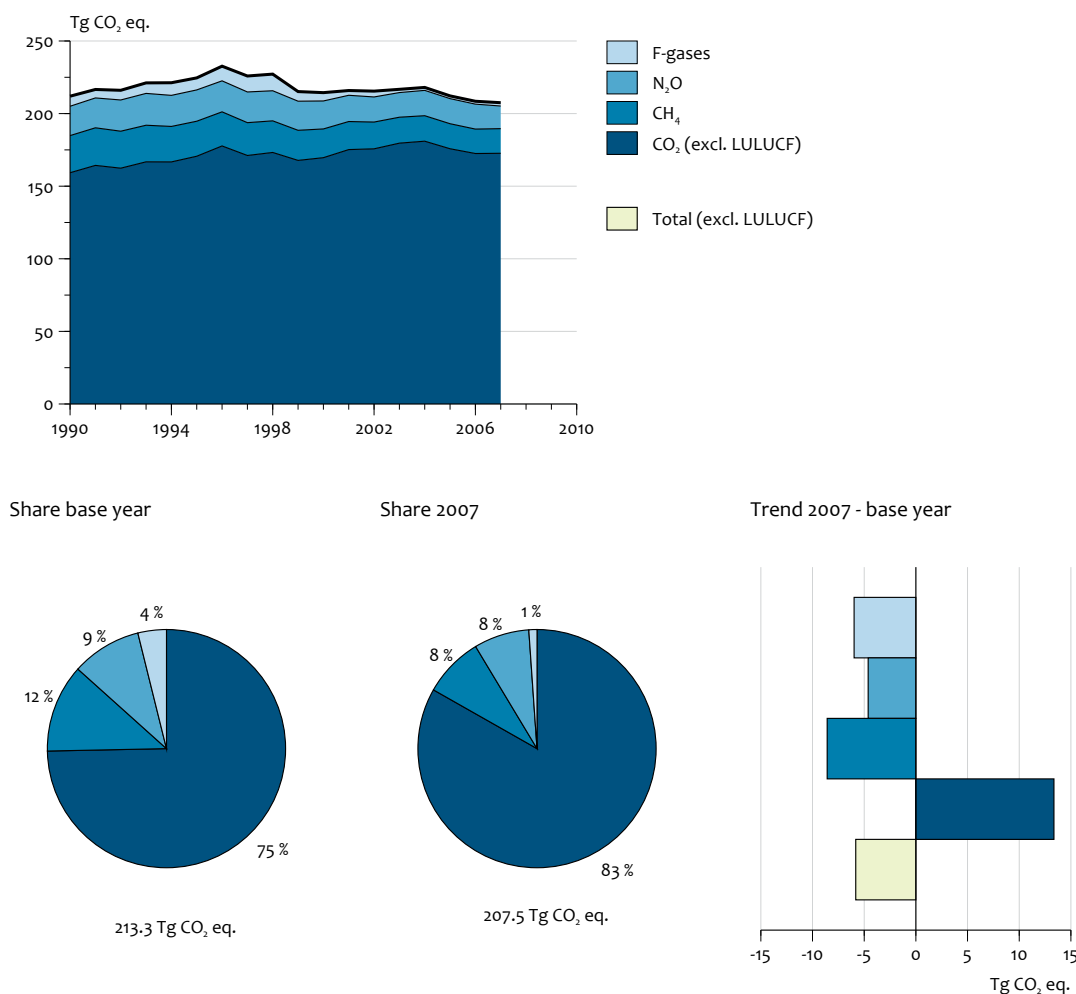 Tg CO₂ eq.
250
200
150
100
50
0
1990 1994 1998 2002 2006 2010
F-gases
N₂O
CH₄
CO₂ (excl. LULUCF)
Total (excl. LULUCF)
Share base year
4 %
9 %
12 %
75 %
213.3 Tg CO₂ eq.
Share 2007
1 %
8 %
8 %
83 %
207.5 Tg CO₂ eq.
Trend 2007 - base year
-15 -10 -5 0 5 10 15
Tg CO₂ eq.